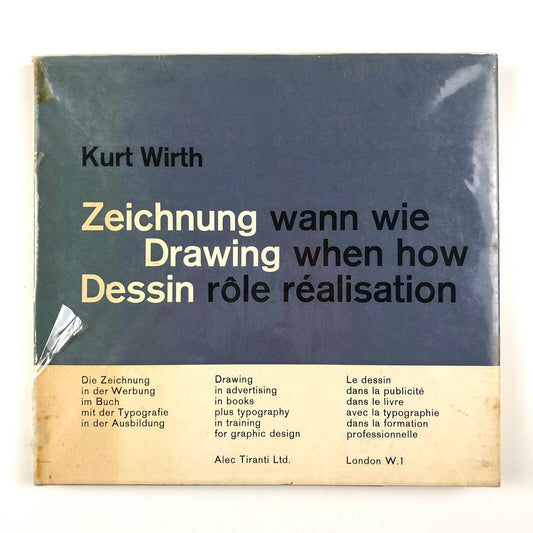 Kurt Wirth
Zeichnung wann wie
Drawing when how
Dessin rôle réalisation
Die Zeichnung
in der Werbung
im Buch
mit der Typografie
in der Ausbildung
Drawing
in advertising
in books
plus typography
in training
for graphic design
Alec Tiranti Ltd.
Le dessin
dans la publicité
dans le livre
avec la typographie
dans la formation
professionnelle
London W.1